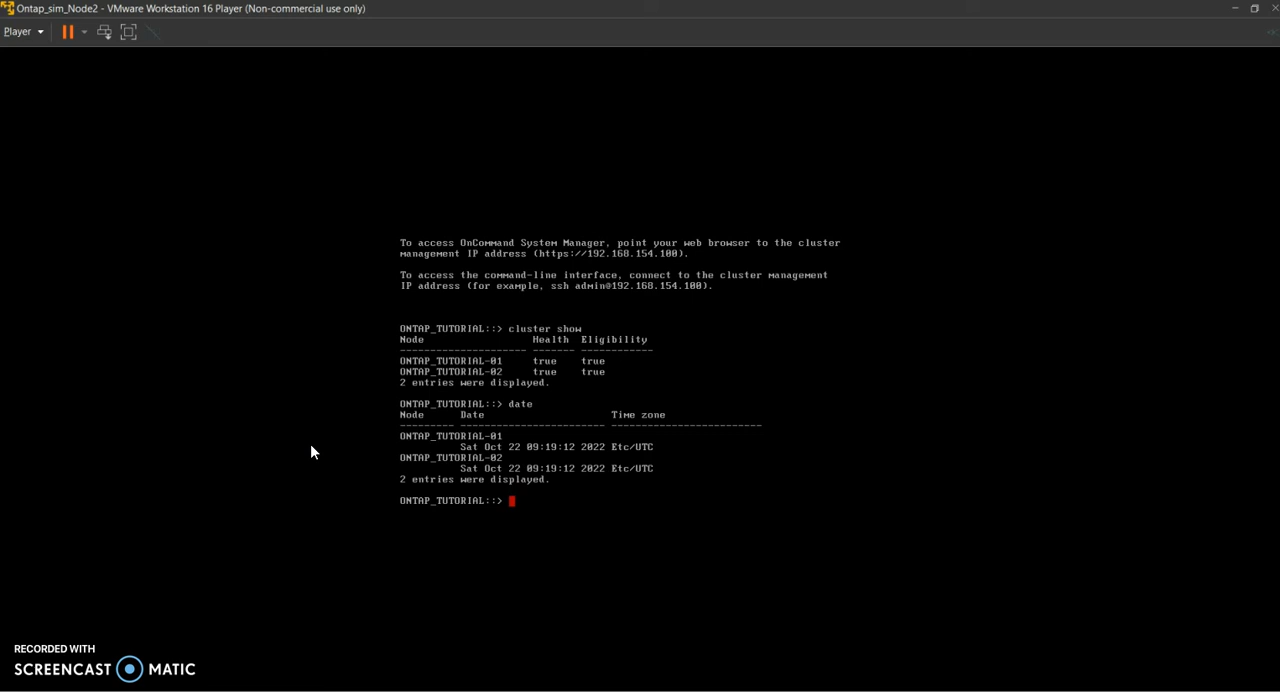 Ontap_sim_Node2 - VMware Workstation 16 Player (Non-commercial use only)
Player
To access OnCommand System Manager, point your web browser to the cluster
management IP address (https://192.168.154.100).
To access the command-line interface, connect to the cluster management
IP address (for example, ssh admin@192.168.154.100).
ONTAP_TUTORIAL::> cluster show
Node Health Eligibility
--------------------- ------- ------------
ONTAP_TUTORIAL-01 true true
ONTAP_TUTORIAL-02 true true
2 entries were displayed.
ONTAP_TUTORIAL::> date
Node Date Time zone
--------- ------------------------ -------------------------
ONTAP_TUTORIAL-01
Sat Oct 22 09:19:12 2022 Etc/UTC
ONTAP_TUTORIAL-02
Sat Oct 22 09:19:12 2022 Etc/UTC
2 entries were displayed.
ONTAP_TUTORIAL::>
RECORDED WITH
SCREENCAST MATIC